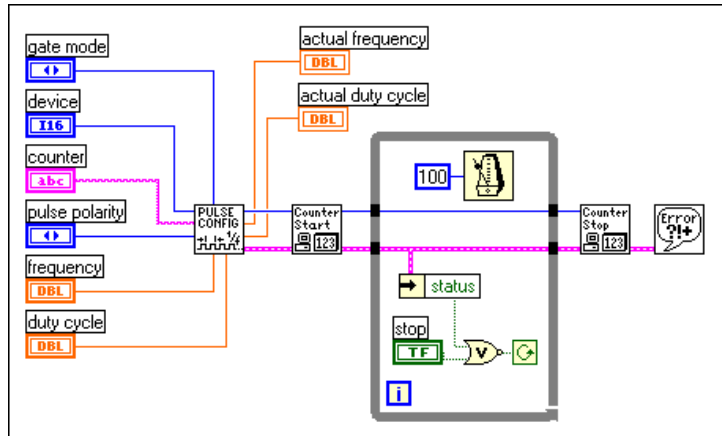 gate mode
device
I16
counter
abc
pulse polarity
frequency
DBL
duty cycle
DBL
actual frequency
DBL
actual duty cycle
DBL
PULSE
CONFIG
Counter
Start
123
100
status
stop
TF
V
i
Counter
Stop
123
Error
?!+